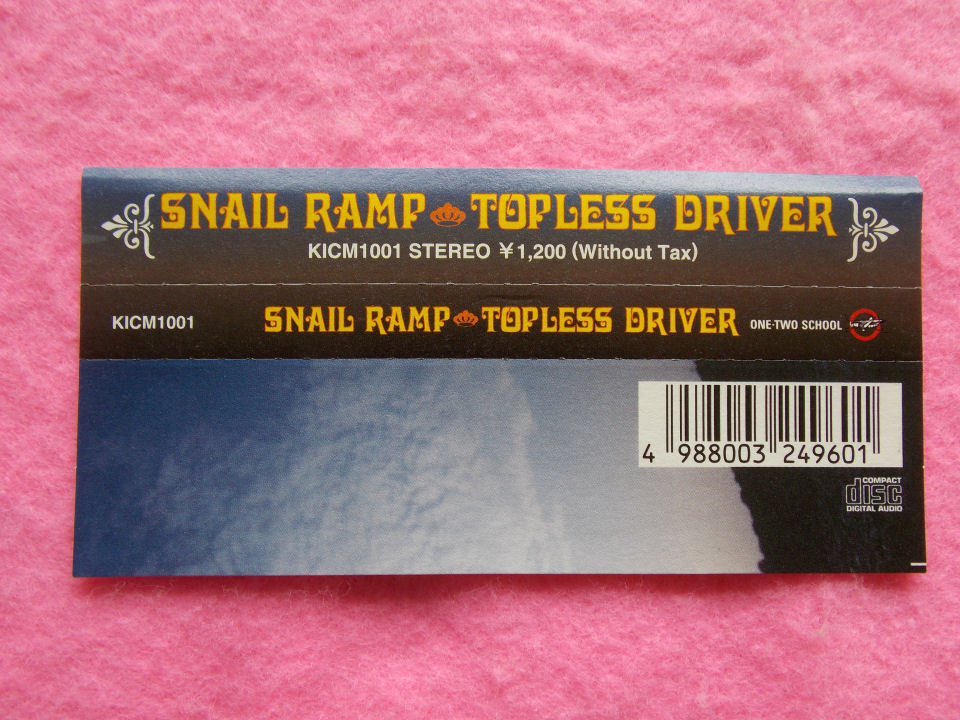 SNAIL RAMP TOPLESS DRIVER
KICM1001 STEREO ¥1,200 (Without Tax)
KICM1001 SNAIL RAMP TOPLESS DRIVER ONE-TWO SCHOOL
4 988003 249601
COMPACT
disc
DIGITAL AUDIO